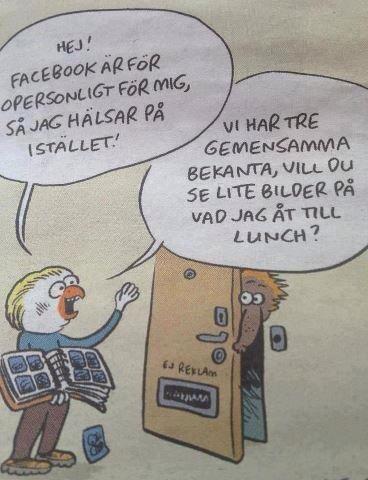 HEJ!
FACEBOOK ÄR FÖR
OPERSONLIGT FÖR MIG,
SÅ JAG HÄLSAR PÅ
ISTÄLLET!
VI HAR TRE
GEMENSAMMA
BEKANTA, VILL DU
SE LITE BILDER PÅ
VAD JAG ÅT TILL
LUNCH?
EJ REKLAM